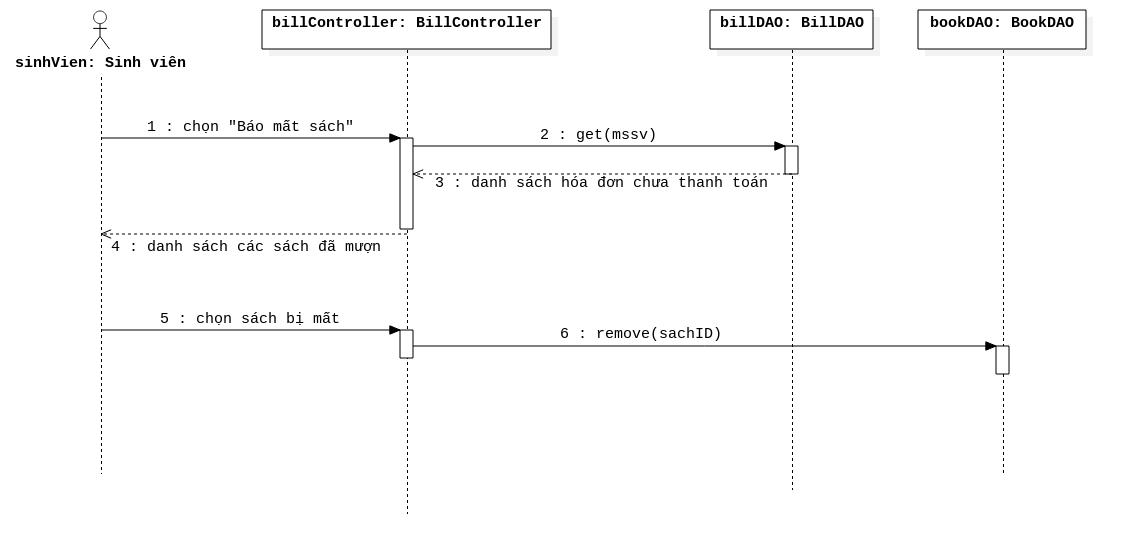 billController: BillController
billDAO: BillDAO
bookDAO: BookDAO
sinhVien: Sinh viên
1 : chọn "Báo mất sách"
2 : get(mssv)
3 : danh sách hóa đơn chưa thanh toán
4 : danh sách các sách đã mượn
5 : chọn sách bị mất
6 : remove(sachID)